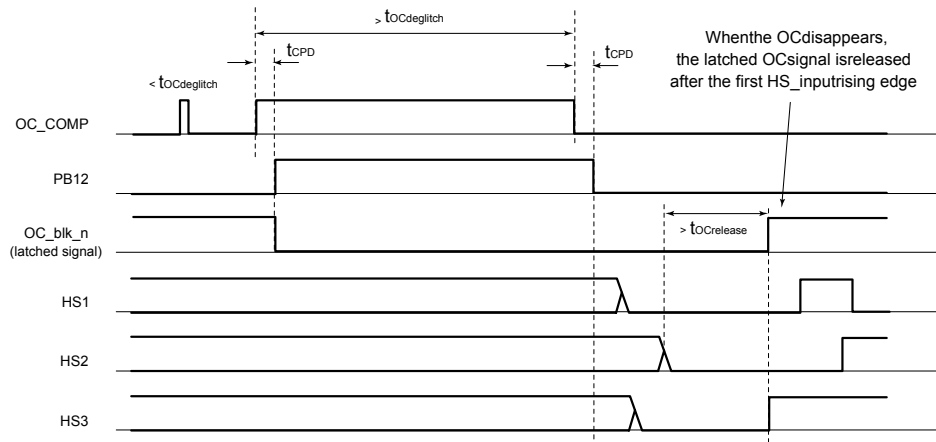 > tOCdeglitch
tCPD
tCPD
< tOCdeglitch
Whenthe OCdisappears,
the latched OCsignal isreleased
after the first HS_inputrising edge
OC_COMP
PB12
OC_blk_n
(latched signal)
> tOCrelease
HS1
HS2
HS3